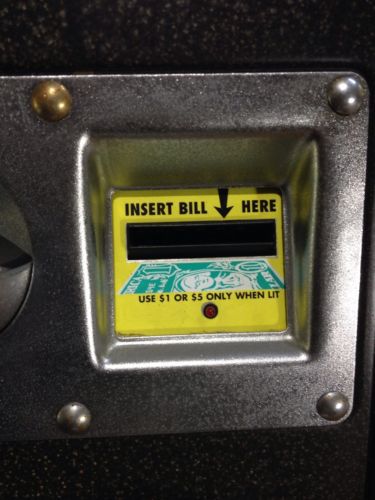 INSERT BILL HERE
USE $1 OR $5 ONLY WHEN LIT